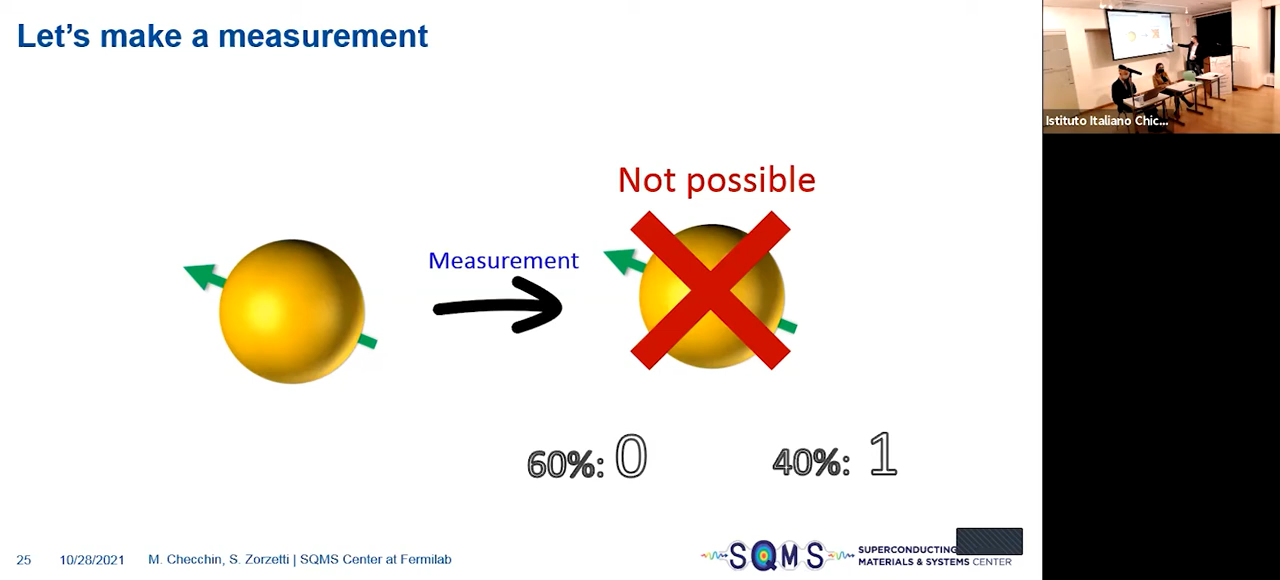 Let's make a measurement
Istituto Italiano Chic...
Not possible
Measurement
60%: 0
40%: 1
25
10/28/2021
M. Checchin, S. Zorzetti | SQMS Center at Fermilab
SQMS
SUPERCONDUCTING
MATERIALS & SYSTEMS CENTER